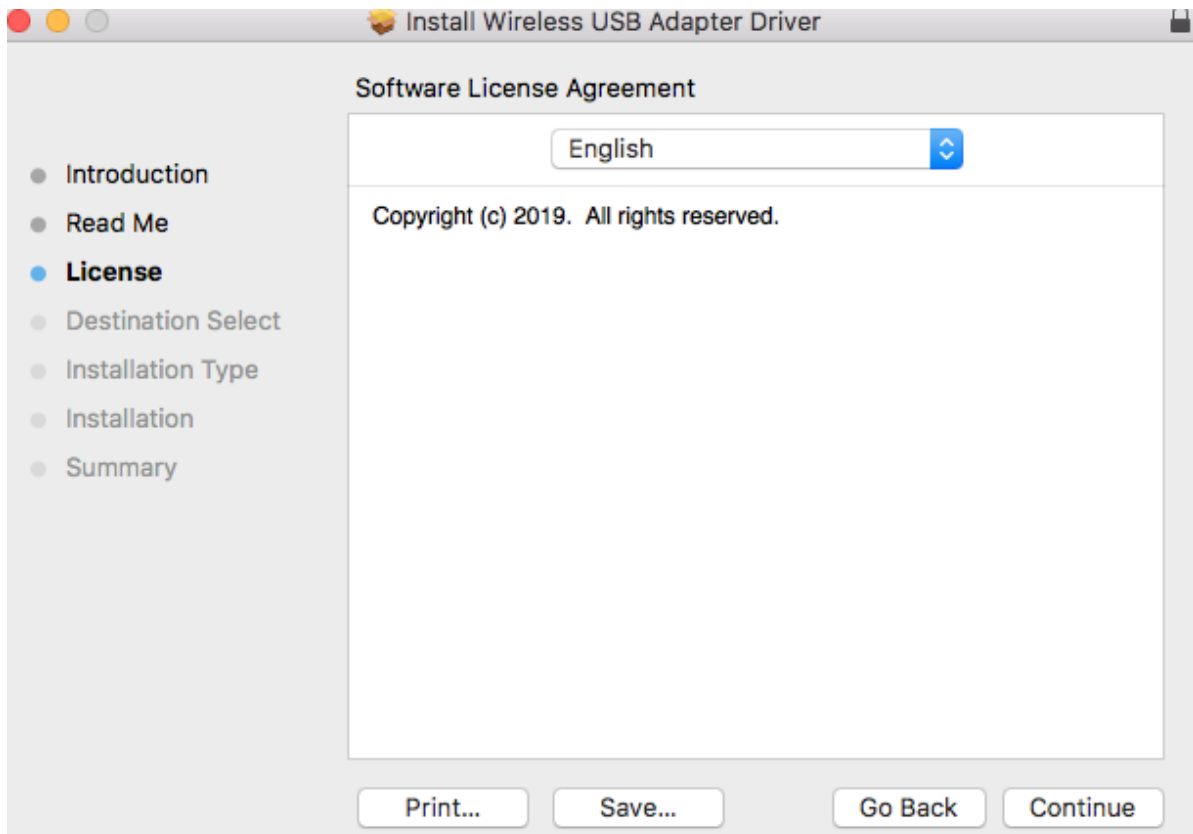 Install Wireless USB Adapter Driver
Software License Agreement
English
Introduction
Read Me
License
Destination Select
Installation Type
Installation
Summary
Copyright (c) 2019.  All rights reserved.
Print...
Save...
Go Back
Continue